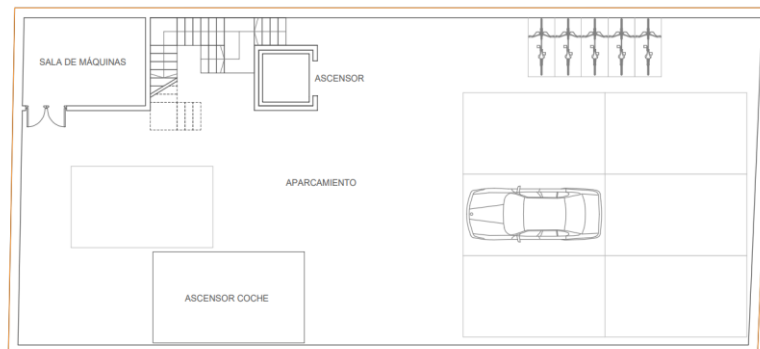 SALA DE MÁQUINAS
ASCENSOR
APARCAMIENTO
ASCENSOR COCHE